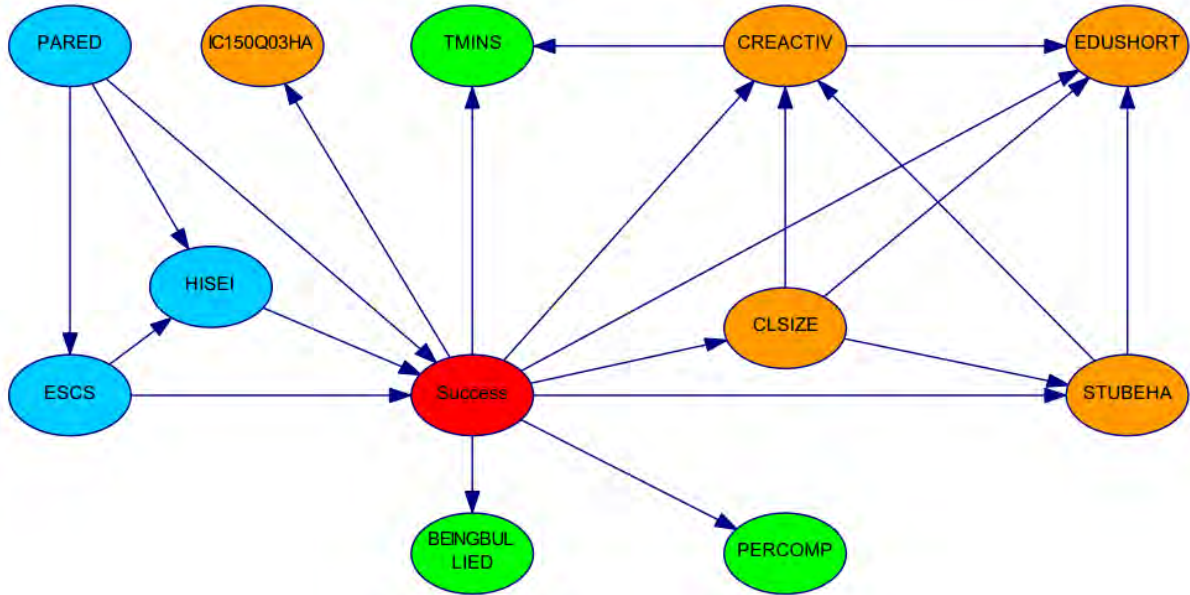 PARED
IC150Q03HA
TMINS
CREACTIV
EDUSHORT
HISEI
CLSIZE
ESCS
Success
STUBEHA
BEINGBUL
LIED
PERCOMP